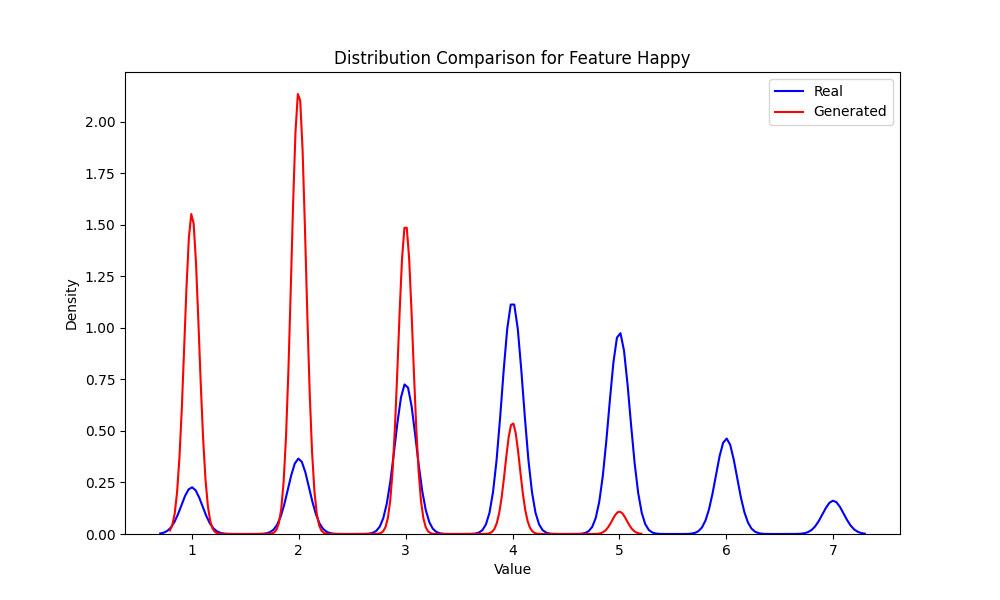 Distribution Comparison for Feature Happy
Real
Generated
2.00
1.75
1.50
1.25
1.00
0.75
0.50
0.25
0.00
Density
1 2 3 4 5 6 7
Value